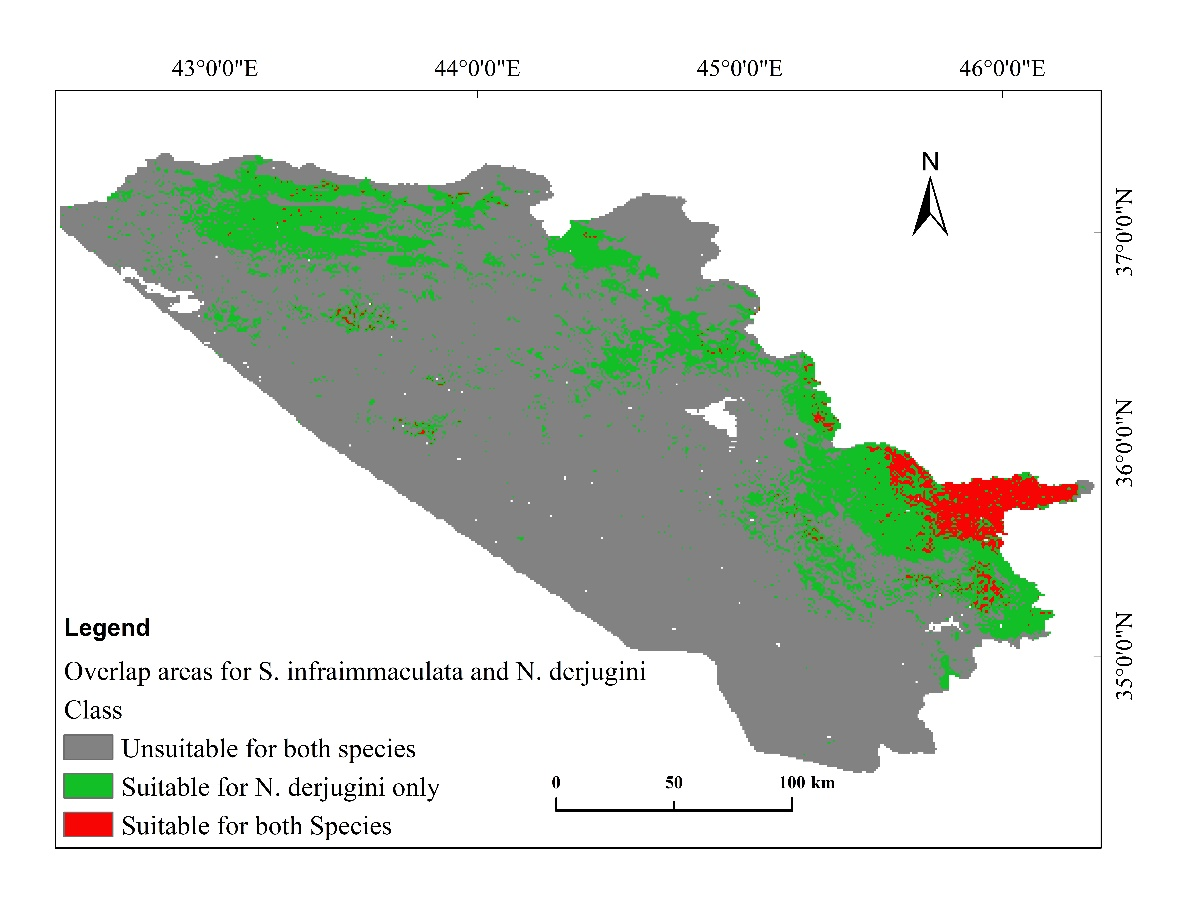 43°0'0"E 44°0'0"E 45°0'0"E 46°0'0"E
N
37°0'0"N
36°0'0"N
35°0'0"N
Legend
Overlap areas for S. infraimmaculata and N. derjugini
Class
Unsuitable for both species
Suitable for N. derjugini only
Suitable for both Species
0 50 100 km